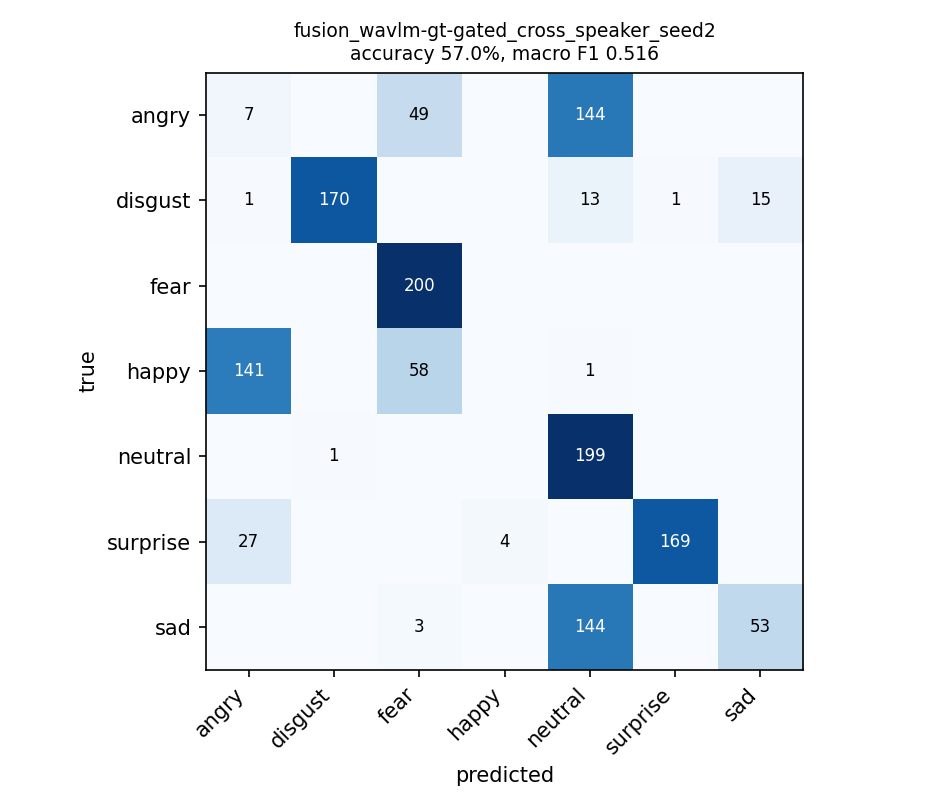 fusion_wavlm-gt-gated_cross_speaker_seed2
accuracy 57.0%, macro F1 0.516
true
angry 7 49 144
disgust 1 170 13 1 15
fear 200
happy 141 58 1
neutral 1 199
surprise 27 4 169
sad 3 144 53
angry disgust fear happy neutral surprise sad
predicted